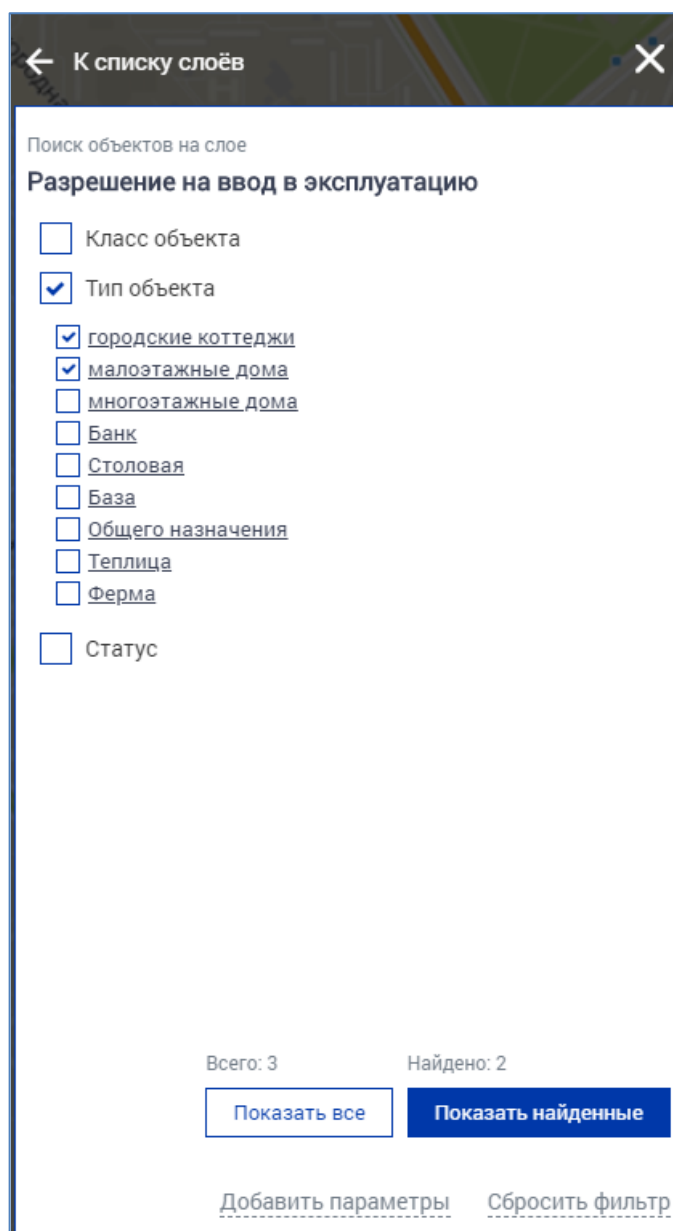 К списку слоёв
Поиск объектов на слое
Разрешение на ввод в эксплуатацию
Класс объекта
Тип объекта
городские коттеджи
малоэтажные дома
многоэтажные дома
Банк
Столовая
База
Общего назначения
Теплица
Ферма
Статус
Всего: 3 Найдено: 2
Показать все Показать найденные
Добавить параметры Сбросить фильтр